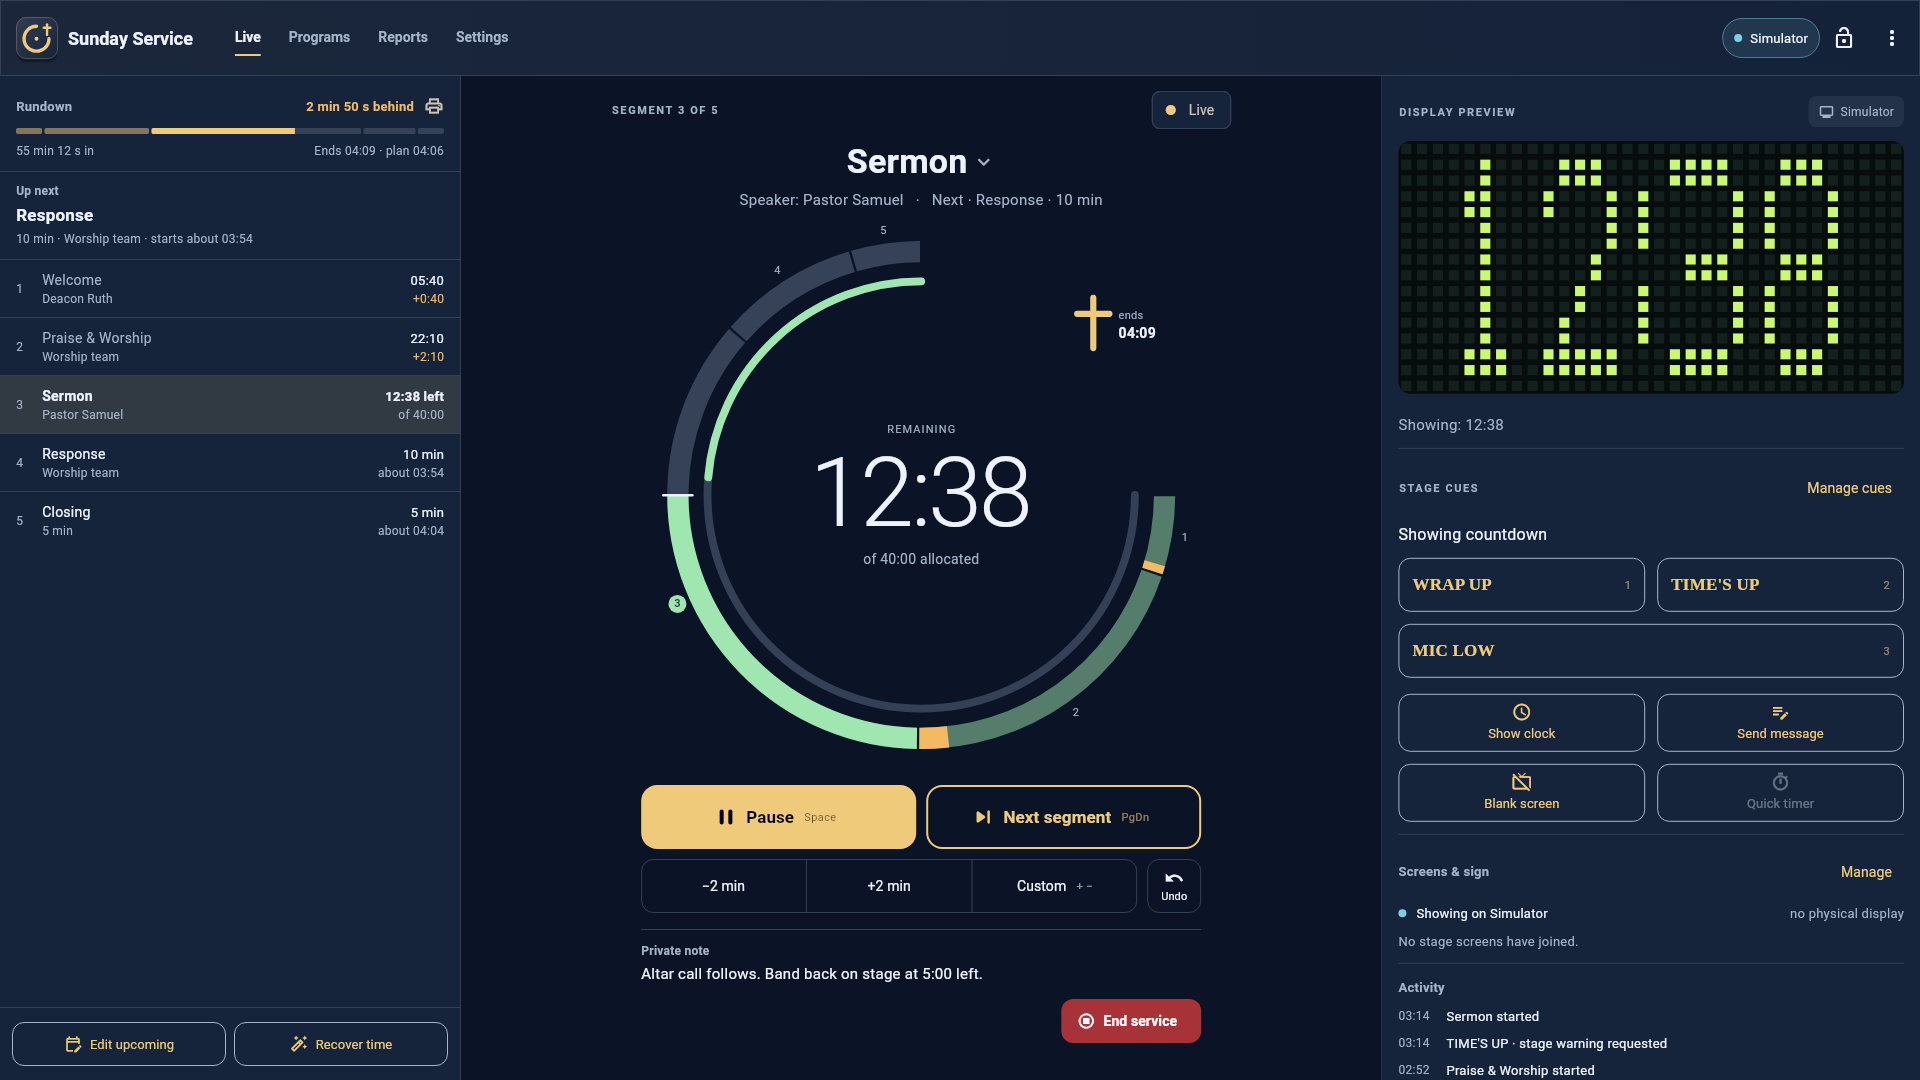 Sunday Service
Live
Programs
Reports
Settings
Simulator
Rundown
2 min 50 s behind
55 min 12 s in
Ends 04:09 · plan 04:06
Up next
Response
10 min · Worship team · starts about 03:54
1
Welcome
05:40
Deacon Ruth
+0:40
2
Praise & Worship
22:10
Worship team
+2:10
3
Sermon
12:38 left
Pastor Samuel
of 40:00
4
Response
10 min
Worship team
about 03:54
5
Closing
5 min
5 min
about 04:04
Edit upcoming
Recover time
SEGMENT 3 OF 5
Live
Sermon
Speaker: Pastor Samuel · Next · Response · 10 min
5
4
ends
04:09
REMAINING
12:38
of 40:00 allocated
1
3
2
Pause Space
Next segment PgDn
−2 min
+2 min
Custom + −
Undo
Private note
Altar call follows. Band back on stage at 5:00 left.
End service
DISPLAY PREVIEW
Simulator
12:38
Showing: 12:38
STAGE CUES
Manage cues
Showing countdown
WRAP UP 1
TIME'S UP 2
MIC LOW 3
Show clock
Send message
Blank screen
Quick timer
Screens & sign
Manage
Showing on Simulator
no physical display
No stage screens have joined.
Activity
03:14 Sermon started
03:14 TIME'S UP · stage warning requested
02:52 Praise & Worship started